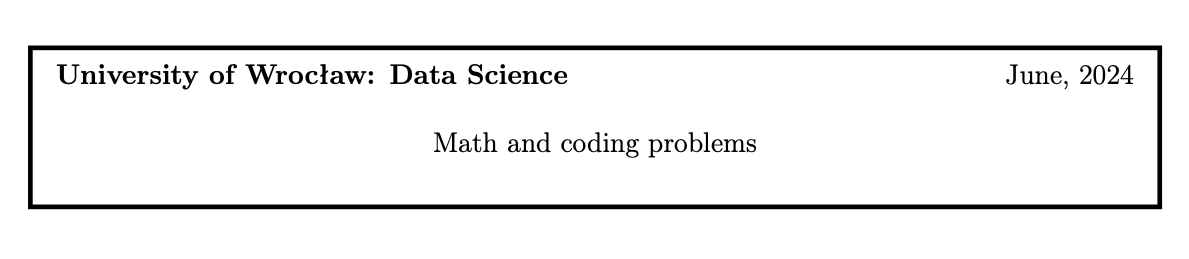 University of Wrocław: Data Science June, 2024
Math and coding problems